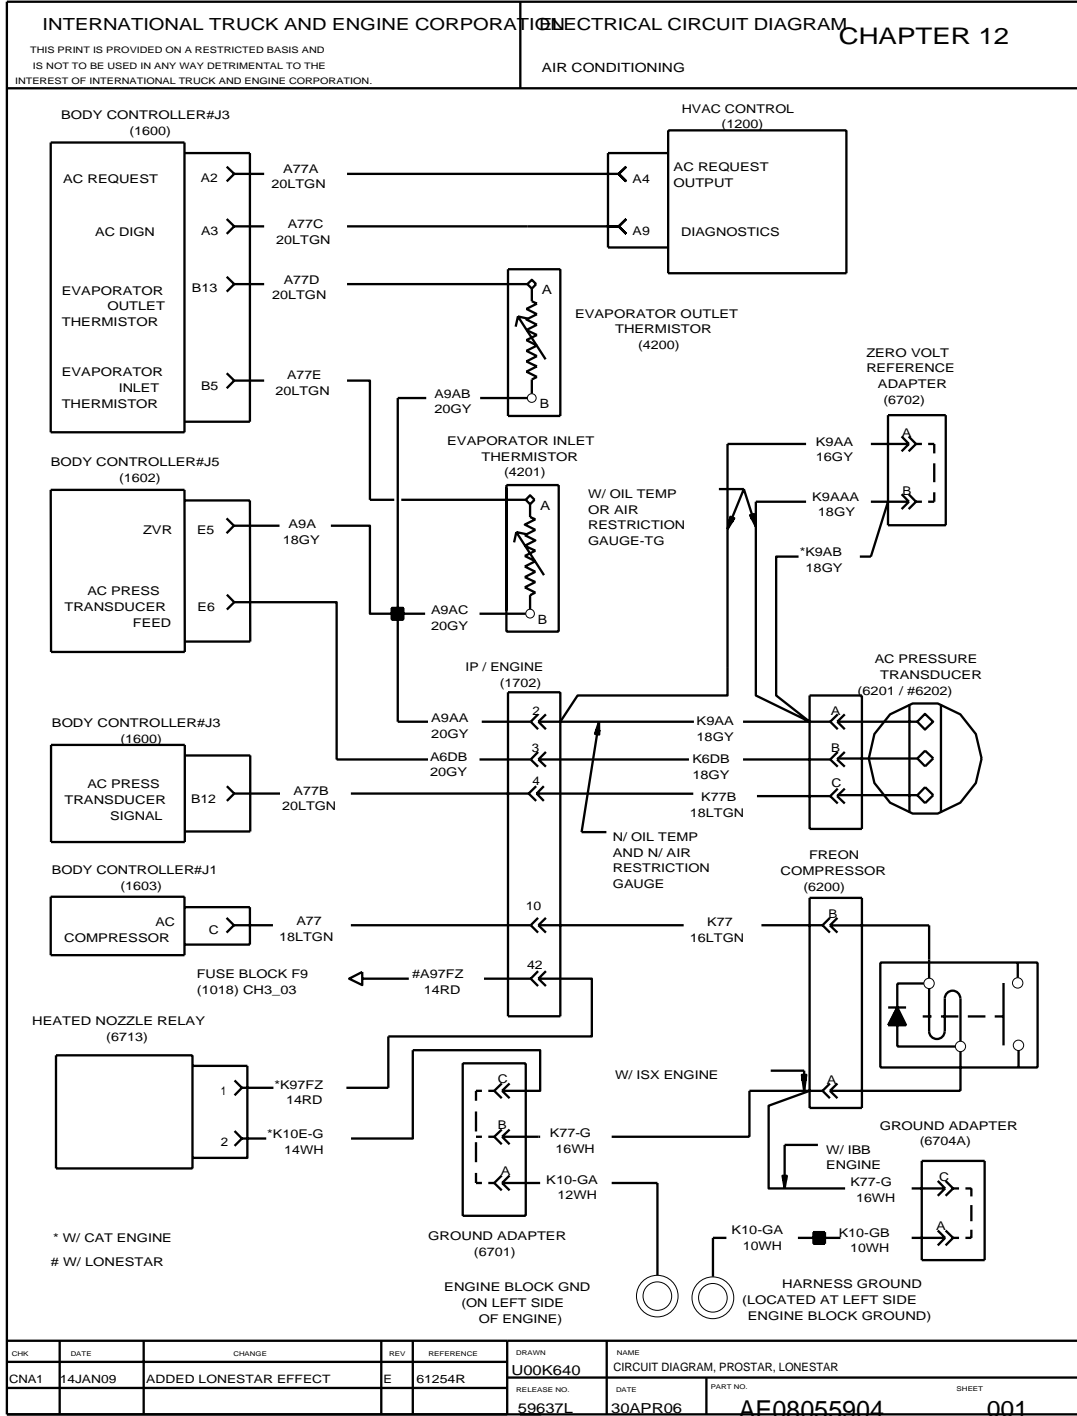 INTERNATIONAL TRUCK AND ENGINE CORPORATION
ELECTRICAL CIRCUIT DIAGRAM
CHAPTER 12
THIS PRINT IS PROVIDED ON A RESTRICTED BASIS AND
IS NOT TO BE USED IN ANY WAY DETRIMENTAL TO THE
INTEREST OF INTERNATIONAL TRUCK AND ENGINE CORPORATION.
AIR CONDITIONING
BODY CONTROLLER#J3
(1600)
AC REQUEST
A2
A77A
20LTGN
AC DIGN
A3
A77C
20LTGN
EVAPORATOR
OUTLET
THERMISTOR
B13
A77D
20LTGN
EVAPORATOR
INLET
THERMISTOR
B5
A77E
20LTGN
HVAC CONTROL
(1200)
A4
AC REQUEST
OUTPUT
A9
DIAGNOSTICS
A
B
EVAPORATOR OUTLET
THERMISTOR
(4200)
A9AB
20GY
EVAPORATOR INLET
THERMISTOR
(4201)
A
B
A9AC
20GY
ZERO VOLT
REFERENCE
ADAPTER
(6702)
A
B
K9AA
16GY
K9AAA
18GY
*K9AB
18GY
W/ OIL TEMP
OR AIR
RESTRICTION
GAUGE-TG
BODY CONTROLLER#J5
(1602)
ZVR
E5
A9A
18GY
AC PRESS
TRANSDUCER
FEED
E6
IP / ENGINE
(1702)
AC PRESSURE
TRANSDUCER
(6201 / #6202)
A9AA
20GY
2
K9AA
18GY
A
A6DB
20GY
3
K6DB
18GY
B
BODY CONTROLLER#J3
(1600)
AC PRESS
TRANSDUCER
SIGNAL
B12
A77B
20LTGN
4
K77B
18LTGN
C
N/ OIL TEMP
AND N/ AIR
RESTRICTION
GAUGE
BODY CONTROLLER#J1
(1603)
AC
COMPRESSOR
C
A77
18LTGN
10
K77
16LTGN
FREON
COMPRESSOR
(6200)
B
A
FUSE BLOCK F9
(1018) CH3_03
#A97FZ
14RD
42
HEATED NOZZLE RELAY
(6713)
1
*K97FZ
14RD
2
*K10E-G
14WH
C
B
A
K77-G
16WH
K10-GA
12WH
W/ ISX ENGINE
GROUND ADAPTER
(6704A)
W/ IBB
ENGINE
K77-G
16WH
C
A
K10-GA
10WH
K10-GB
10WH
* W/ CAT ENGINE
# W/ LONESTAR
GROUND ADAPTER
(6701)
ENGINE BLOCK GND
(ON LEFT SIDE
OF ENGINE)
HARNESS GROUND
(LOCATED AT LEFT SIDE
ENGINE BLOCK GROUND)
CHK DATE CHANGE REV REFERENCE
CNA1 14JAN09 ADDED LONESTAR EFFECT E 61254R
DRAWN
U00K640
NAME
CIRCUIT DIAGRAM, PROSTAR, LONESTAR
RELEASE NO.
59637L
DATE
30APR06
PART NO.
AE08055904
SHEET
001